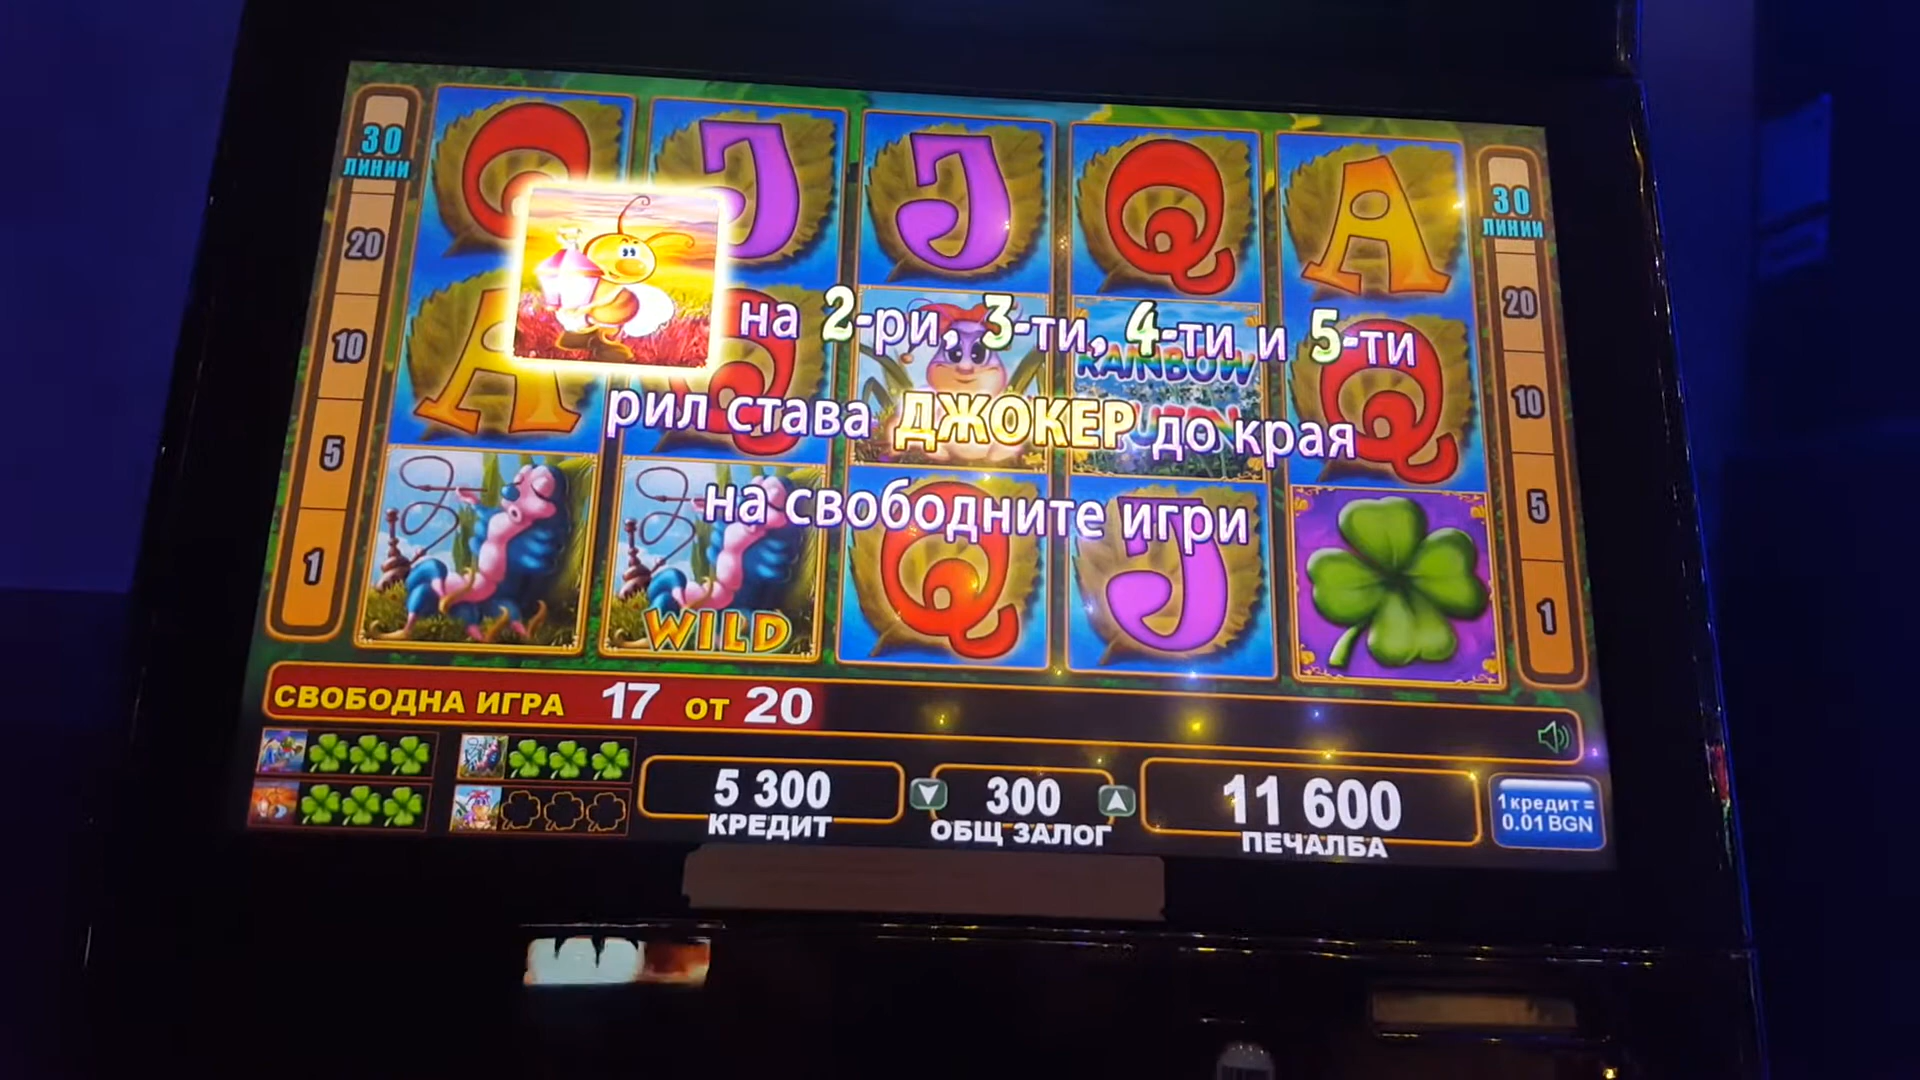 30
ЛИНИИ
20
10
5
1
Q J J Q A
A Q Q
RAINBOW
QUEEN
на 2-ри, 3-ти, 4-ти и 5-ти
рил става ДЖОКЕР до края
на свободните игри
WILD
Q J
30
ЛИНИИ
20
10
5
1
СВОБОДНА ИГРА 17 от 20
5 300
КРЕДИТ
300
ОБЩ ЗАЛОГ
11 600
ПЕЧАЛБА
1 кредит =
0.01 BGN